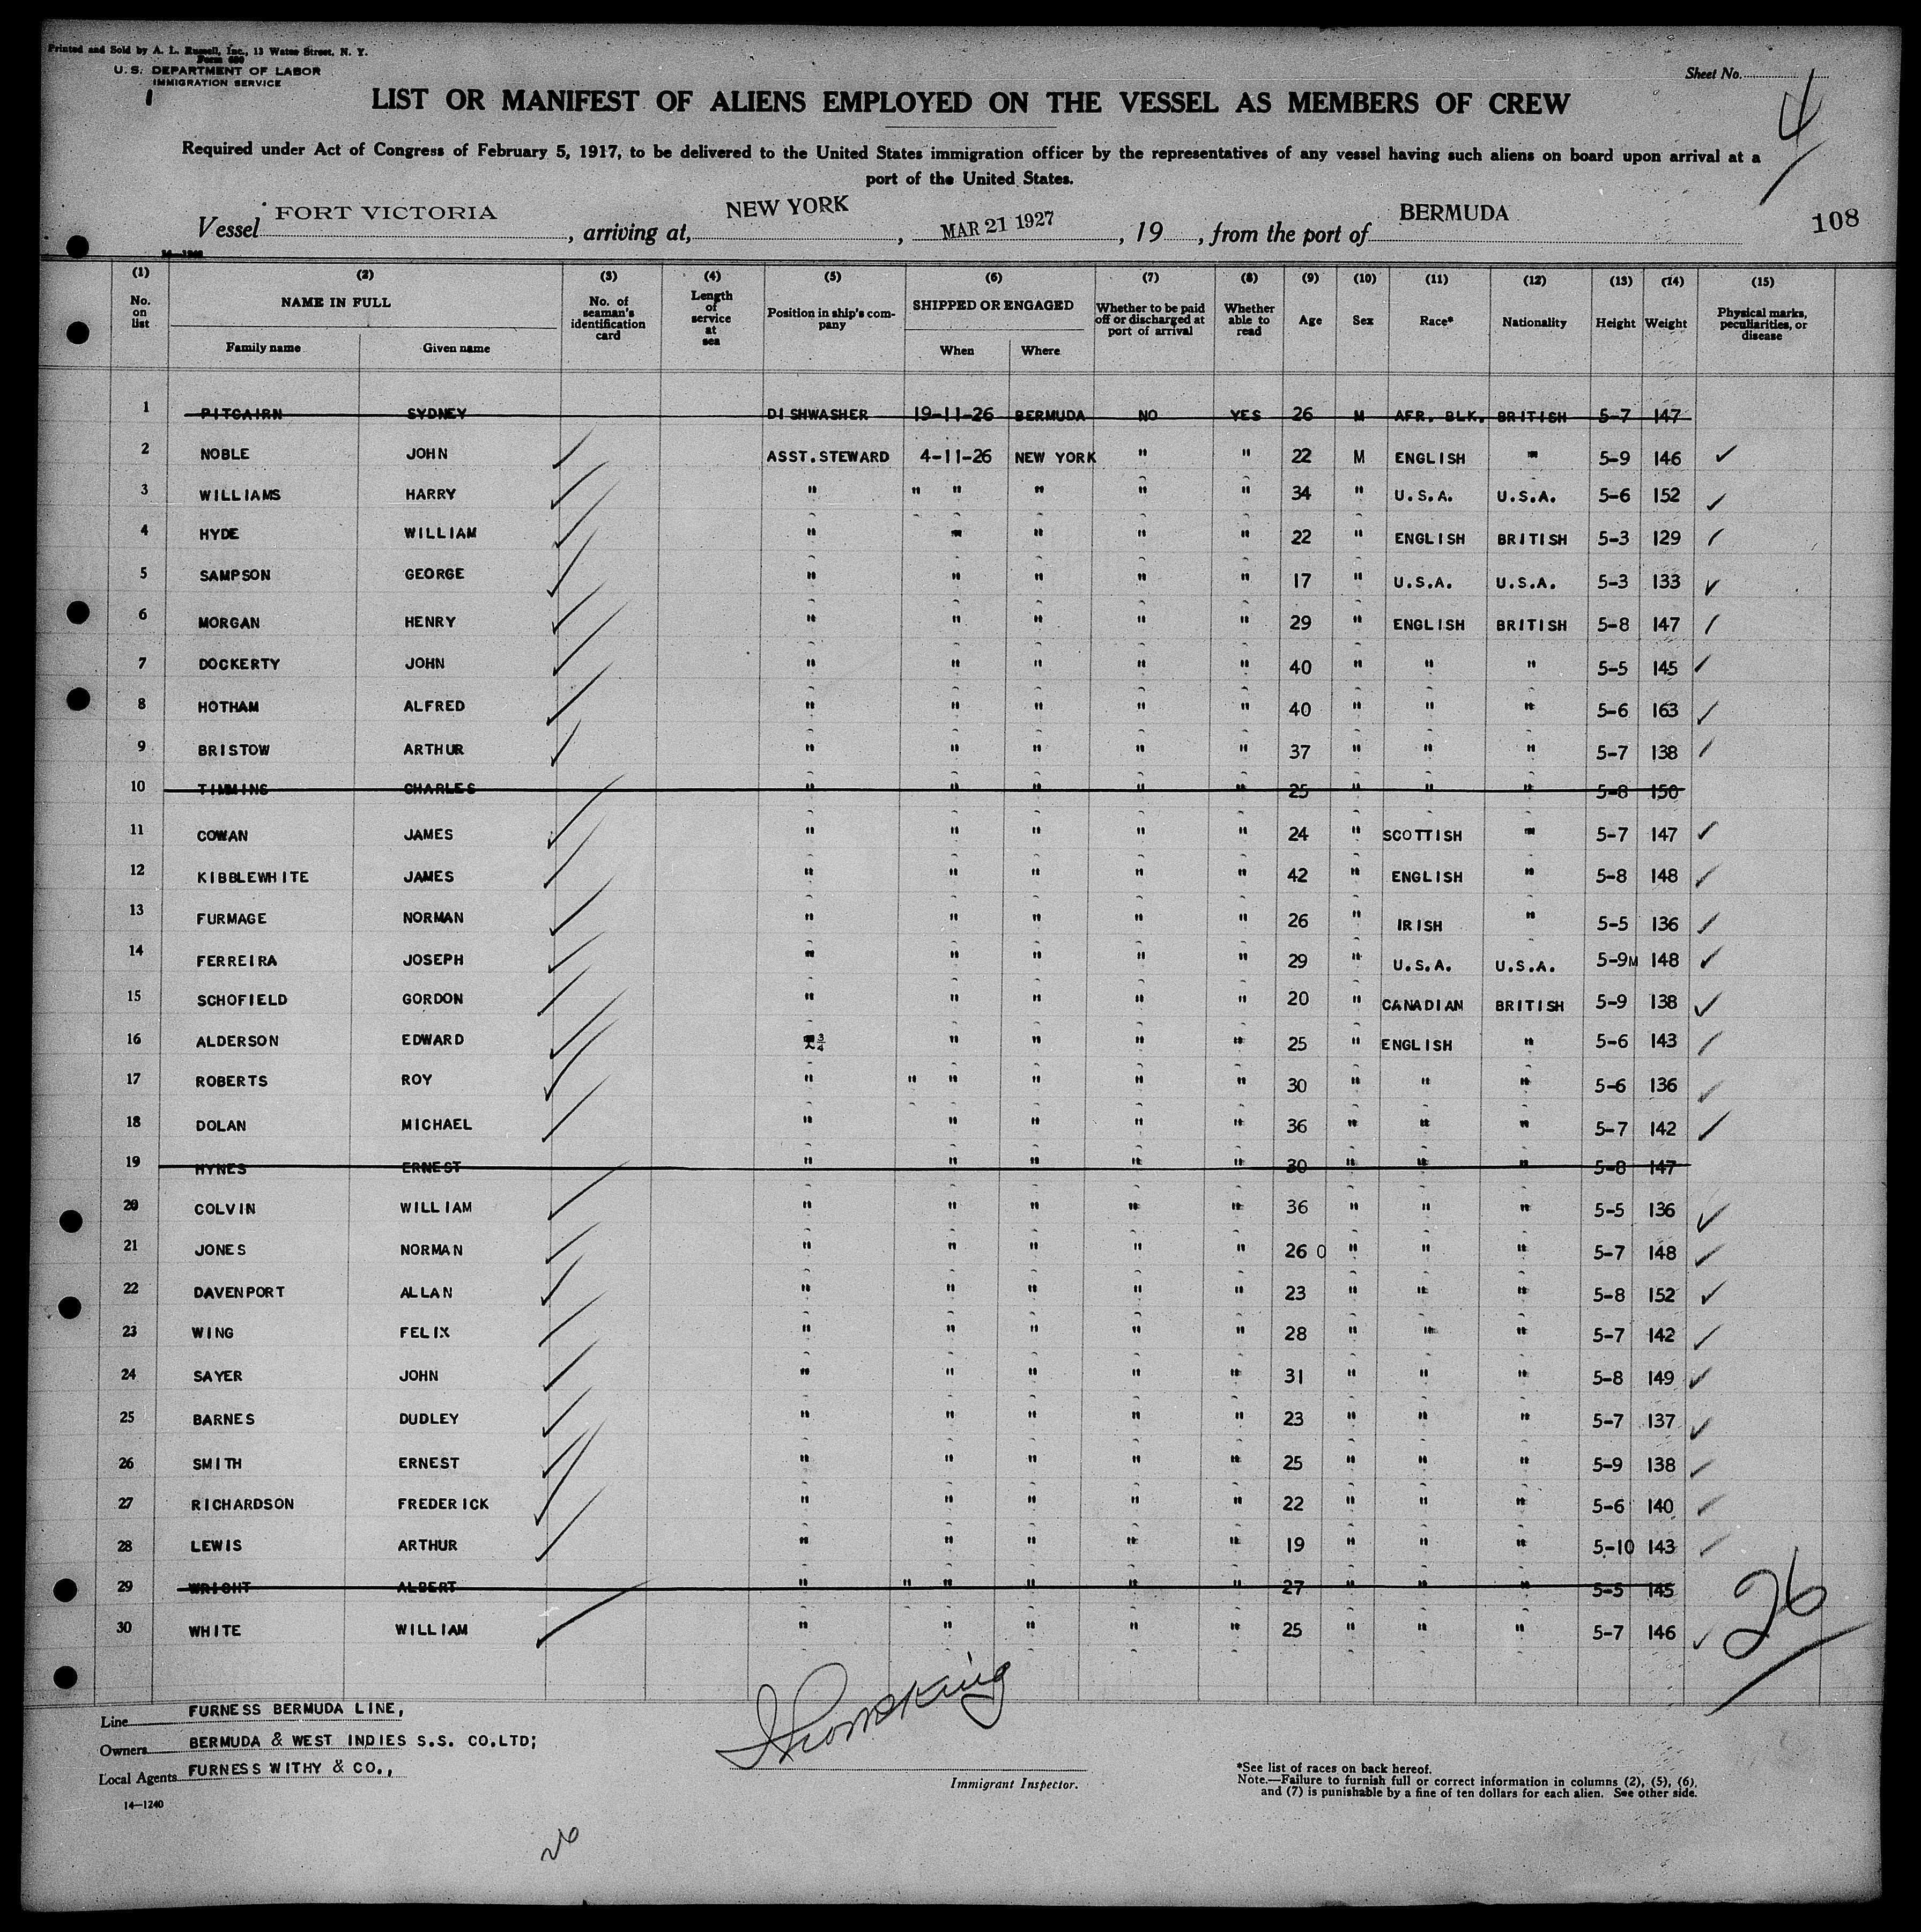 Printed and Sold by A. L. Russell, Inc., 13 Water Street, N. Y.
Form 680
U. S. DEPARTMENT OF LABOR
IMMIGRATION SERVICE
Sheet No. 4
LIST OR MANIFEST OF ALIENS EMPLOYED ON THE VESSEL AS MEMBERS OF CREW
Required under Act of Congress of February 5, 1917, to be delivered to the United States immigration officer by the representatives of any vessel having such aliens on board upon arrival at a
port of the United States.
Vessel FORT VICTORIA, arriving at, NEW YORK, MAR 21 1927, 19, from the port of BERMUDA
108
14—1240
(1) (2) (3) (4) (5) (6) (7) (8) (9) (10) (11) (12) (13) (14) (15)
No. on list NAME IN FULL Family name Given name No. of seaman's identification card Length of service at sea Position in ship's company SHIPPED OR ENGAGED When Where Whether to be paid off or discharged at port of arrival Whether able to read Age Sex Race* Nationality Height Weight Physical marks, peculiarities, or disease
1 PITCAIRN SYDNEY DISHWASHER 19-11-26 BERMUDA NO YES 26 M AFR. BLK. BRITISH 5-7 147
2 NOBLE JOHN ASST.STEWARD 4-11-26 NEW YORK " " 22 M ENGLISH " 5-9 146
3 WILLIAMS HARRY " " " " " " 34 " U.S.A. U.S.A. 5-6 152
4 HYDE WILLIAM " " " " " 22 " ENGLISH BRITISH 5-3 129
5 SAMPSON GEORGE " " " " " 17 " U.S.A. U.S.A. 5-3 133
6 MORGAN HENRY " " " " " 29 " ENGLISH BRITISH 5-8 147
7 DOCKERTY JOHN " " " " " 40 " " " 5-5 145
8 HOTHAM ALFRED " " " " " 40 " " " 5-6 163
9 BRISTOW ARTHUR " " " " " 37 " " " 5-7 138
10 TIMMINS CHARLES " " " " " 25 " " " 5-8 150
11 COWAN JAMES " " " " " 24 " SCOTTISH " 5-7 147
12 KIBBLEWHITE JAMES " " " " " 42 " ENGLISH " 5-8 148
13 FURMAGE NORMAN " " " " " 26 " IRISH " 5-5 136
14 FERREIRA JOSEPH " " " " " 29 " U.S.A. U.S.A. 5-9M 148
15 SCHOFIELD GORDON " " " " " 20 " CANADIAN BRITISH 5-9 138
16 ALDERSON EDWARD ¾ " " " " 25 " ENGLISH " 5-6 143
17 ROBERTS ROY " " " " " " 30 " " " 5-6 136
18 DOLAN MICHAEL " " " " " 36 " " " 5-7 142
19 HYNES ERNEST " " " " " 30 " " " 5-8 147
20 COLVIN WILLIAM " " " " " 36 " " " 5-5 136
21 JONES NORMAN " " " " " 26 0 " " " 5-7 148
22 DAVENPORT ALLAN " " " " " 23 " " " 5-8 152
23 WING FELIX " " " " " 28 " " " 5-7 142
24 SAYER JOHN " " " " " 31 " " " 5-8 149
25 BARNES DUDLEY " " " " " 23 " " " 5-7 137
26 SMITH ERNEST " " " " " 25 " " " 5-9 138
27 RICHARDSON FREDERICK " " " " " 22 " " " 5-6 140
28 LEWIS ARTHUR " " " " " 19 " " " 5-10 143
29 WRIGHT ALBERT " " " " " " 27 " " " 5-5 145
30 WHITE WILLIAM " " " " " 25 " " " 5-7 146
26
Line FURNESS BERMUDA LINE,
Owners BERMUDA & WEST INDIES S.S. CO.LTD;
Local Agents FURNESS WITHY & CO.,
14—1240
Immigrant Inspector.
*See list of races on back hereof.
Note.—Failure to furnish full or correct information in columns (2), (5), (6),
and (7) is punishable by a fine of ten dollars for each alien. See other side.
26